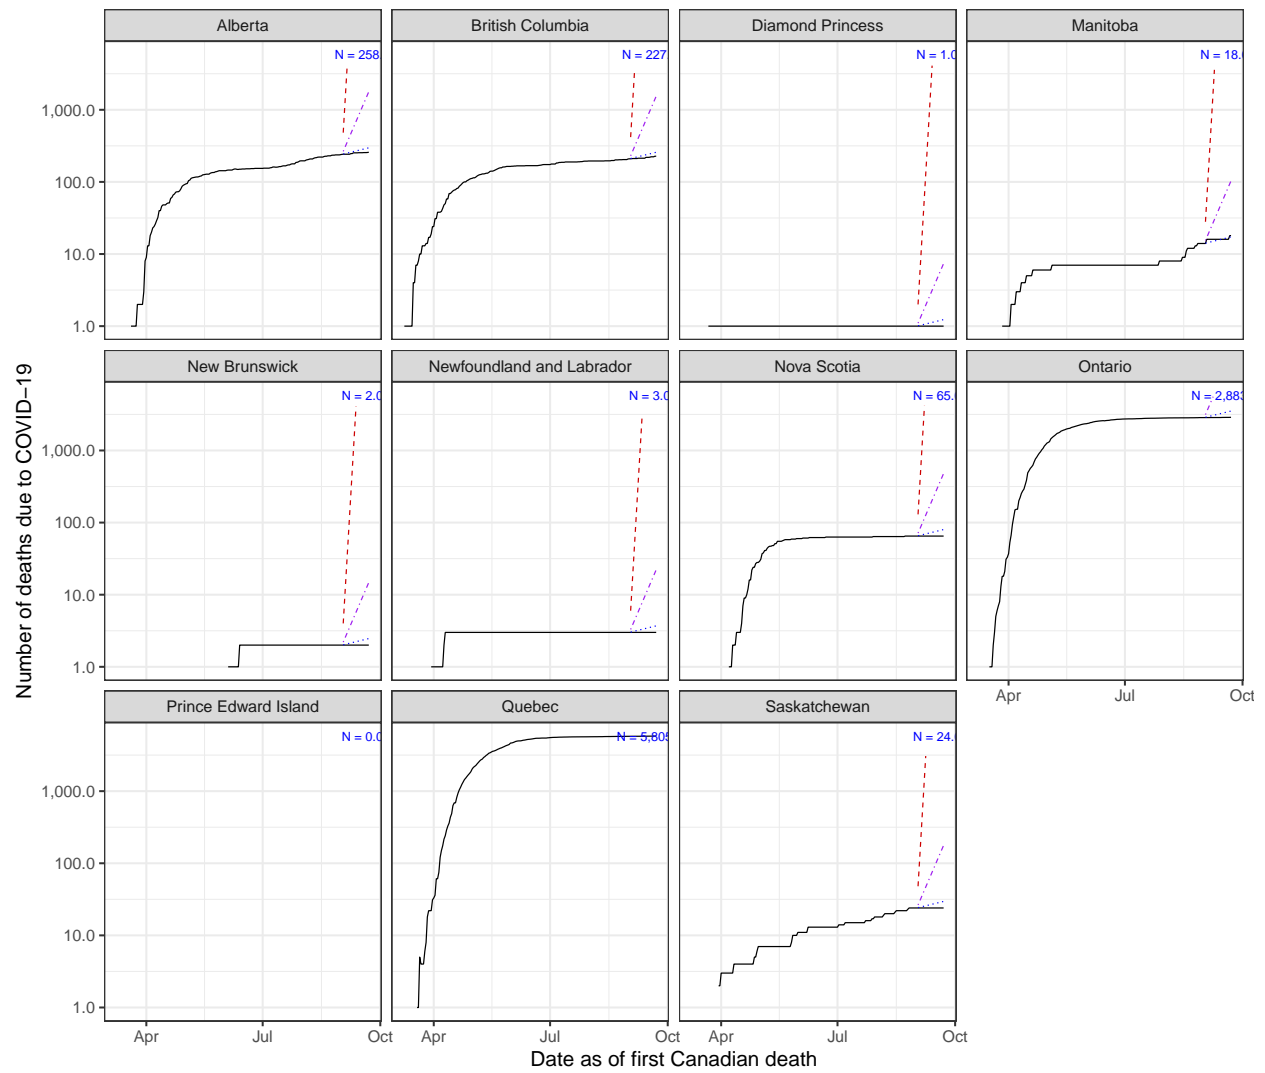 Alberta
British Columbia
Diamond Princess
Manitoba
N = 258
N = 227
N = 1.0
N = 18.
1,000.0
100.0
10.0
1.0
New Brunswick
Newfoundland and Labrador
Nova Scotia
Ontario
N = 2.0
N = 3.0
N = 65.
N = 2,883
1,000.0
100.0
10.0
1.0
Apr
Jul
Oct
Prince Edward Island
Quebec
Saskatchewan
N = 0.0
N = 5,805
N = 24.
1,000.0
100.0
10.0
1.0
Apr
Jul
Oct
Apr
Jul
Oct
Apr
Jul
Oct
Date as of first Canadian death
Number of deaths due to COVID−19